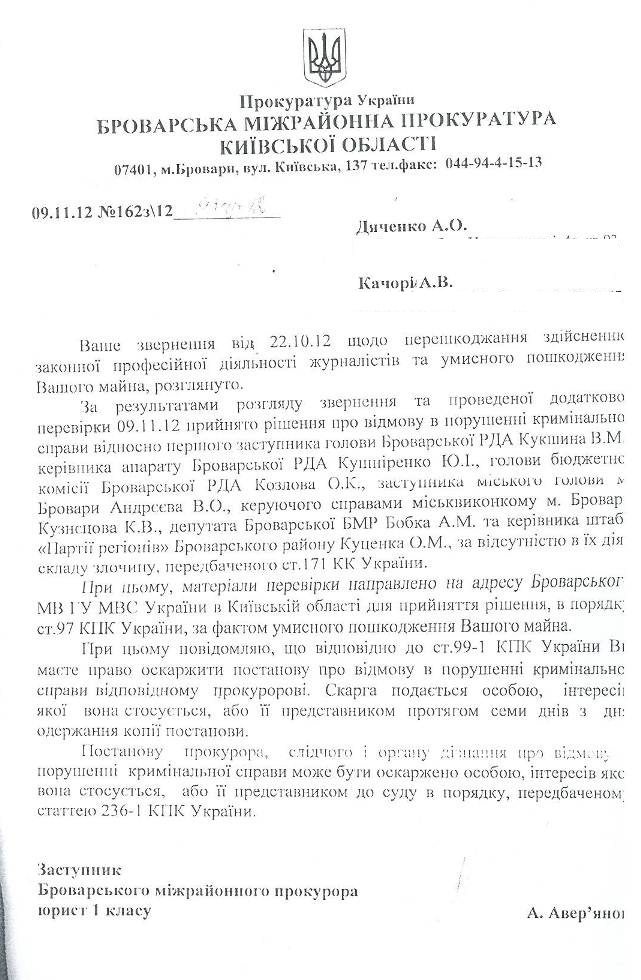 Прокуратура України
БРОВАРСЬКА МІЖРАЙОННА ПРОКУРАТУРА
КИЇВСЬКОЇ ОБЛАСТІ
07401, м.Бровари, вул. Київська, 137 тел.факс: 044-94-4-15-13
09.11.12 №162з\12
Дяченко А.О.
Качорі А.В.
Ваше звернення від 22.10.12 щодо перешкоджання здійсненню
законної професійної діяльності журналістів та умисного пошкодження
Вашого майна, розглянуто.
За результатами розгляду звернення та проведеної додатково
перевірки 09.11.12 прийнято рішення про відмову в порушенні кримінально
справи відносно першого заступника голови Броварської РДА Кукшина В.М.
керівника апарату Броварської РДА Кушніренко Ю.І., голови бюджетно
комісії Броварської РДА Козлова О.К., заступника міського голови м
Бровари Андрєєва В.О., керуючого справами міськвиконкому м. Бровар
Кузнєцова К.В., депутата Броварської БМР Бобка А.М. та керівника штаб
«Партії регіонів» Броварського району Куценка О.М., за відсутністю в їх дія
складу злочину, передбаченого ст.171 КК України.
При цьому, матеріали перевірки направлено на адресу Броварськог
МВ ГУ МВС України в Київській області для прийняття рішення, в порядку
ст.97 КПК України, за фактом умисного пошкодження Вашого майна.
При цьому повідомляю, що відповідно до ст.99-1 КПК України Ви
маєте право оскаржити постанову про відмову в порушенні кримінально
справи відповідному прокуророві. Скарга подається особою, інтересів
якої вона стосується, або її представником протягом семи днів з дня
одержання копії постанови.
Постанову прокурора, слідчого і органу дізнання про відмову
порушенні кримінальної справи може бути оскаржено особою, інтересів яко
вона стосується, або її представником до суду в порядку, передбаченому
статтею 236-1 КПК України.
Заступник
Броварського міжрайонного прокурора
юрист 1 класу
А. Авер’янов